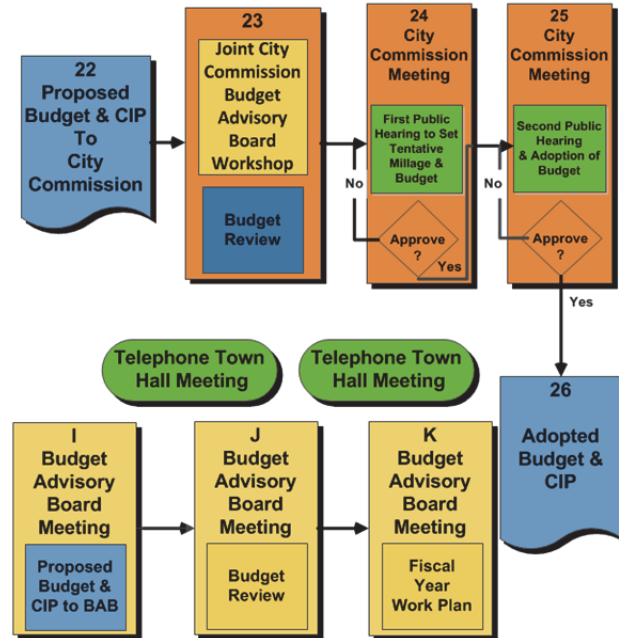 22
Proposed
Budget & CIP
To
City
Commission
23
Joint City
Commission
Budget
Advisory
Board
Workshop
Budget
Review
24
City
Commission
Meeting
First Public
Hearing to Set
Tentative
Millage &
Budget
No
Approve
?
Yes
25
City
Commission
Meeting
Second Public
Hearing
& Adoption of
Budget
No
Approve
?
Yes
Telephone Town
Hall Meeting
Telephone Town
Hall Meeting
26
Adopted
Budget &
CIP
I
Budget
Advisory
Board
Meeting
Proposed
Budget &
CIP to BAB
J
Budget
Advisory
Board
Meeting
Budget
Review
K
Budget
Advisory
Board
Meeting
Fiscal
Year
Work Plan